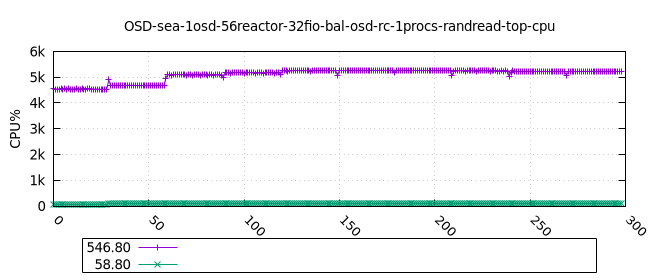 OSD-sea-1osd-56reactor-32fio-bal-osd-rc-1procs-randread-top-cpu
6k
5k
4k
3k
2k
1k
0
CPU%
0 50 100 150 200 250 300
546.80
58.80